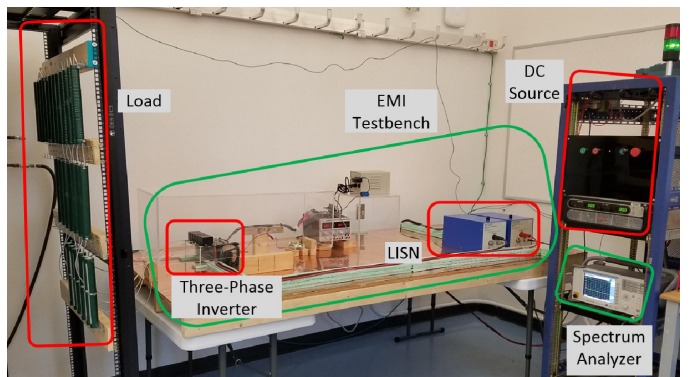 Load
EMI
Testbench
DC
Source
LISN
Three-Phase
Inverter
Spectrum
Analyzer